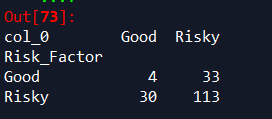 Out[73]:
col_0 Good Risky
Risk_Factor
Good 4 33
Risky 30 113